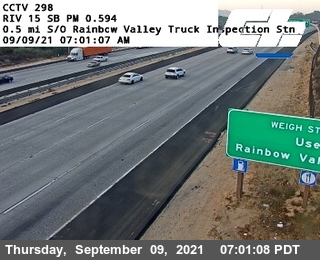 CCTV 298
RIV 15 SB PM 0.594
0.5 mi S/O Rainbow Valley Truck Inspection Stn
09/09/21 07:01:07 AM
WEIGH ST
Use
Rainbow Val
Thursday, September 09, 2021 07:01:08 PDT